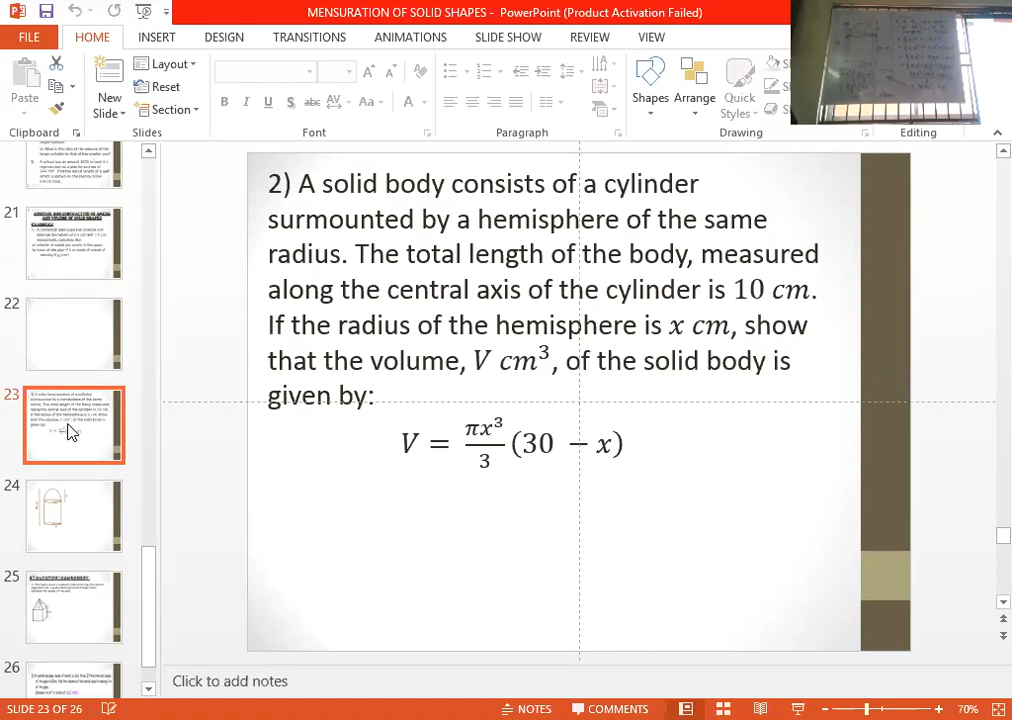 MENSURATION OF SOLID SHAPES - PowerPoint (Product Activation Failed)
FILE HOME INSERT DESIGN TRANSITIONS ANIMATIONS SLIDE SHOW REVIEW VIEW
Paste
Clipboard
New Slide
Layout
Reset
Section
Slides
B I U S abc AV Aa A
Font
Paragraph
Shapes
Arrange
Quick Styles
Drawing
Editing
21
22
23
24
25
26
2) A solid body consists of a cylinder
surmounted by a hemisphere of the same
radius. The total length of the body, measured
along the central axis of the cylinder is 10 cm.
If the radius of the hemisphere is x cm, show
that the volume, V cm³, of the solid body is
given by:
V = πx³/3 (30 − x)
Click to add notes
SLIDE 23 OF 26
NOTES
COMMENTS
70%